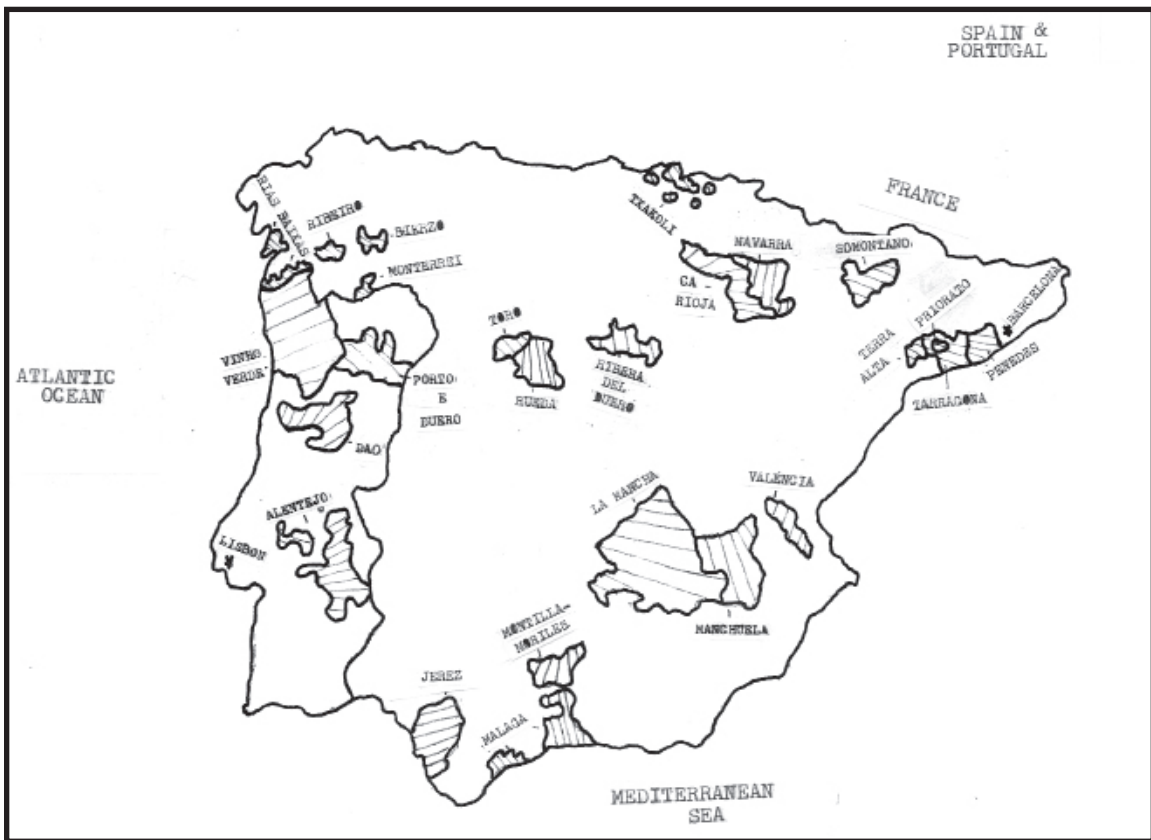 SPAIN &
PORTUGAL
FRANCE
RIAS BAIXAS
RIBEIRO
BIERZO
MONTERREI
TXAKOLI
NAVARRA
SOMONTANO
CA -
RIOJA
PRIORATO
BARCELONA
TERRA
ALTA
PENEDES
TARRAGONA
TORO
RUEDA
RIBERA
DEL
DUERO
VINHO
VERDE
PORTO
E
DUERO
ATLANTIC
OCEAN
DAO
ALENTEJO
LISBON
LA MANCHA
VALENCIA
MANCHUELA
MONTILLA-
MORILES
JEREZ
MALAGA
MEDITERRANEAN
SEA